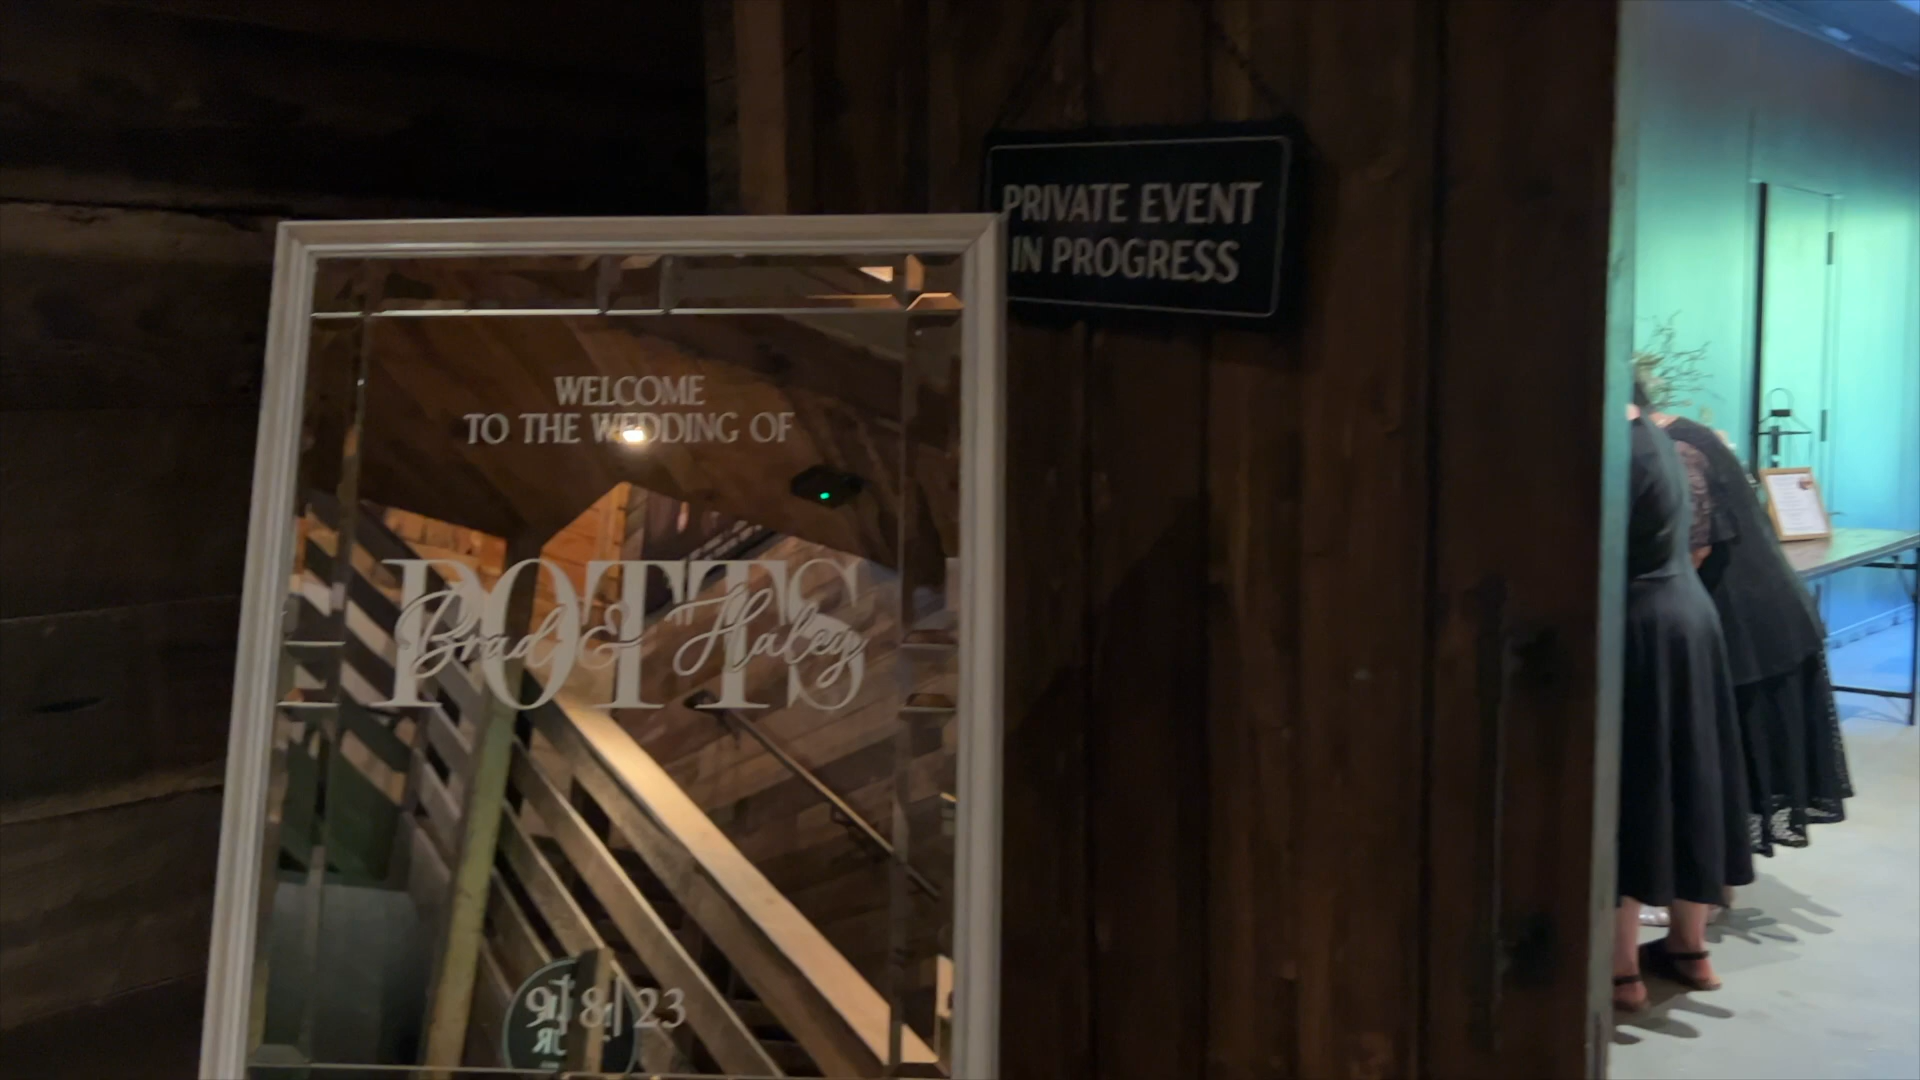 PRIVATE EVENT
IN PROGRESS
WELCOME
TO THE WEDDING OF
POTTS
Brad & Haley
9|8|23